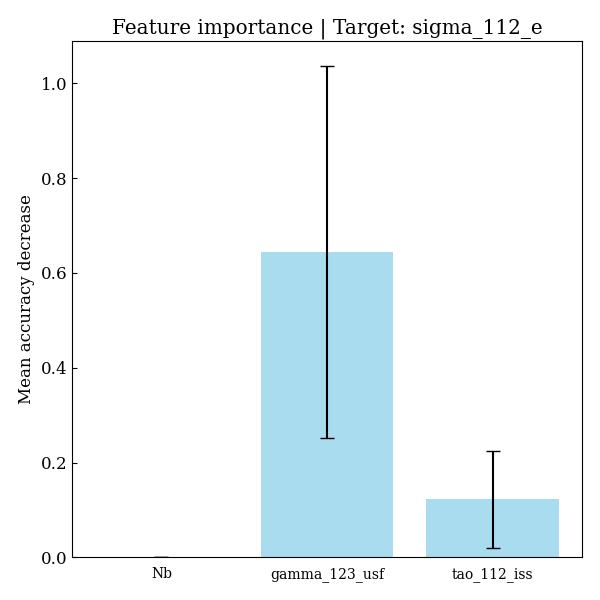 Feature importance | Target: sigma_112_e
Mean accuracy decrease
1.0
0.8
0.6
0.4
0.2
0.0
Nb
gamma_123_usf
tao_112_iss